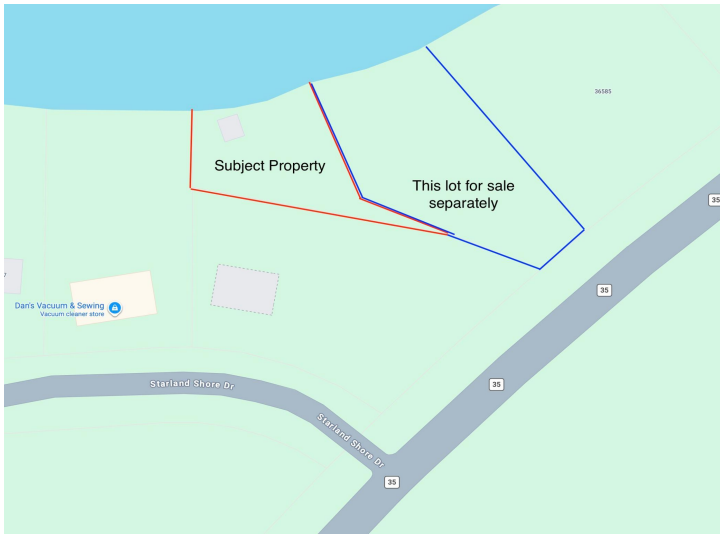 36585
Subject Property
This lot for sale
separately
35
35
7
Dan's Vacuum & Sewing
Vacuum cleaner store
35
Starland Shore Dr
Starland Shore Dr
35